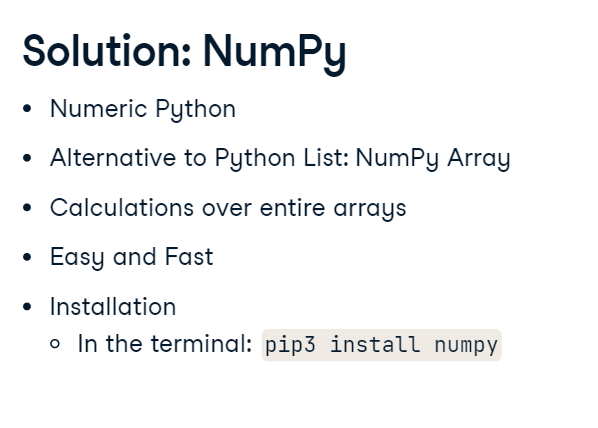 Solution: NumPy
• Numeric Python
• Alternative to Python List: NumPy Array
• Calculations over entire arrays
• Easy and Fast
• Installation
○ In the terminal: pip3 install numpy